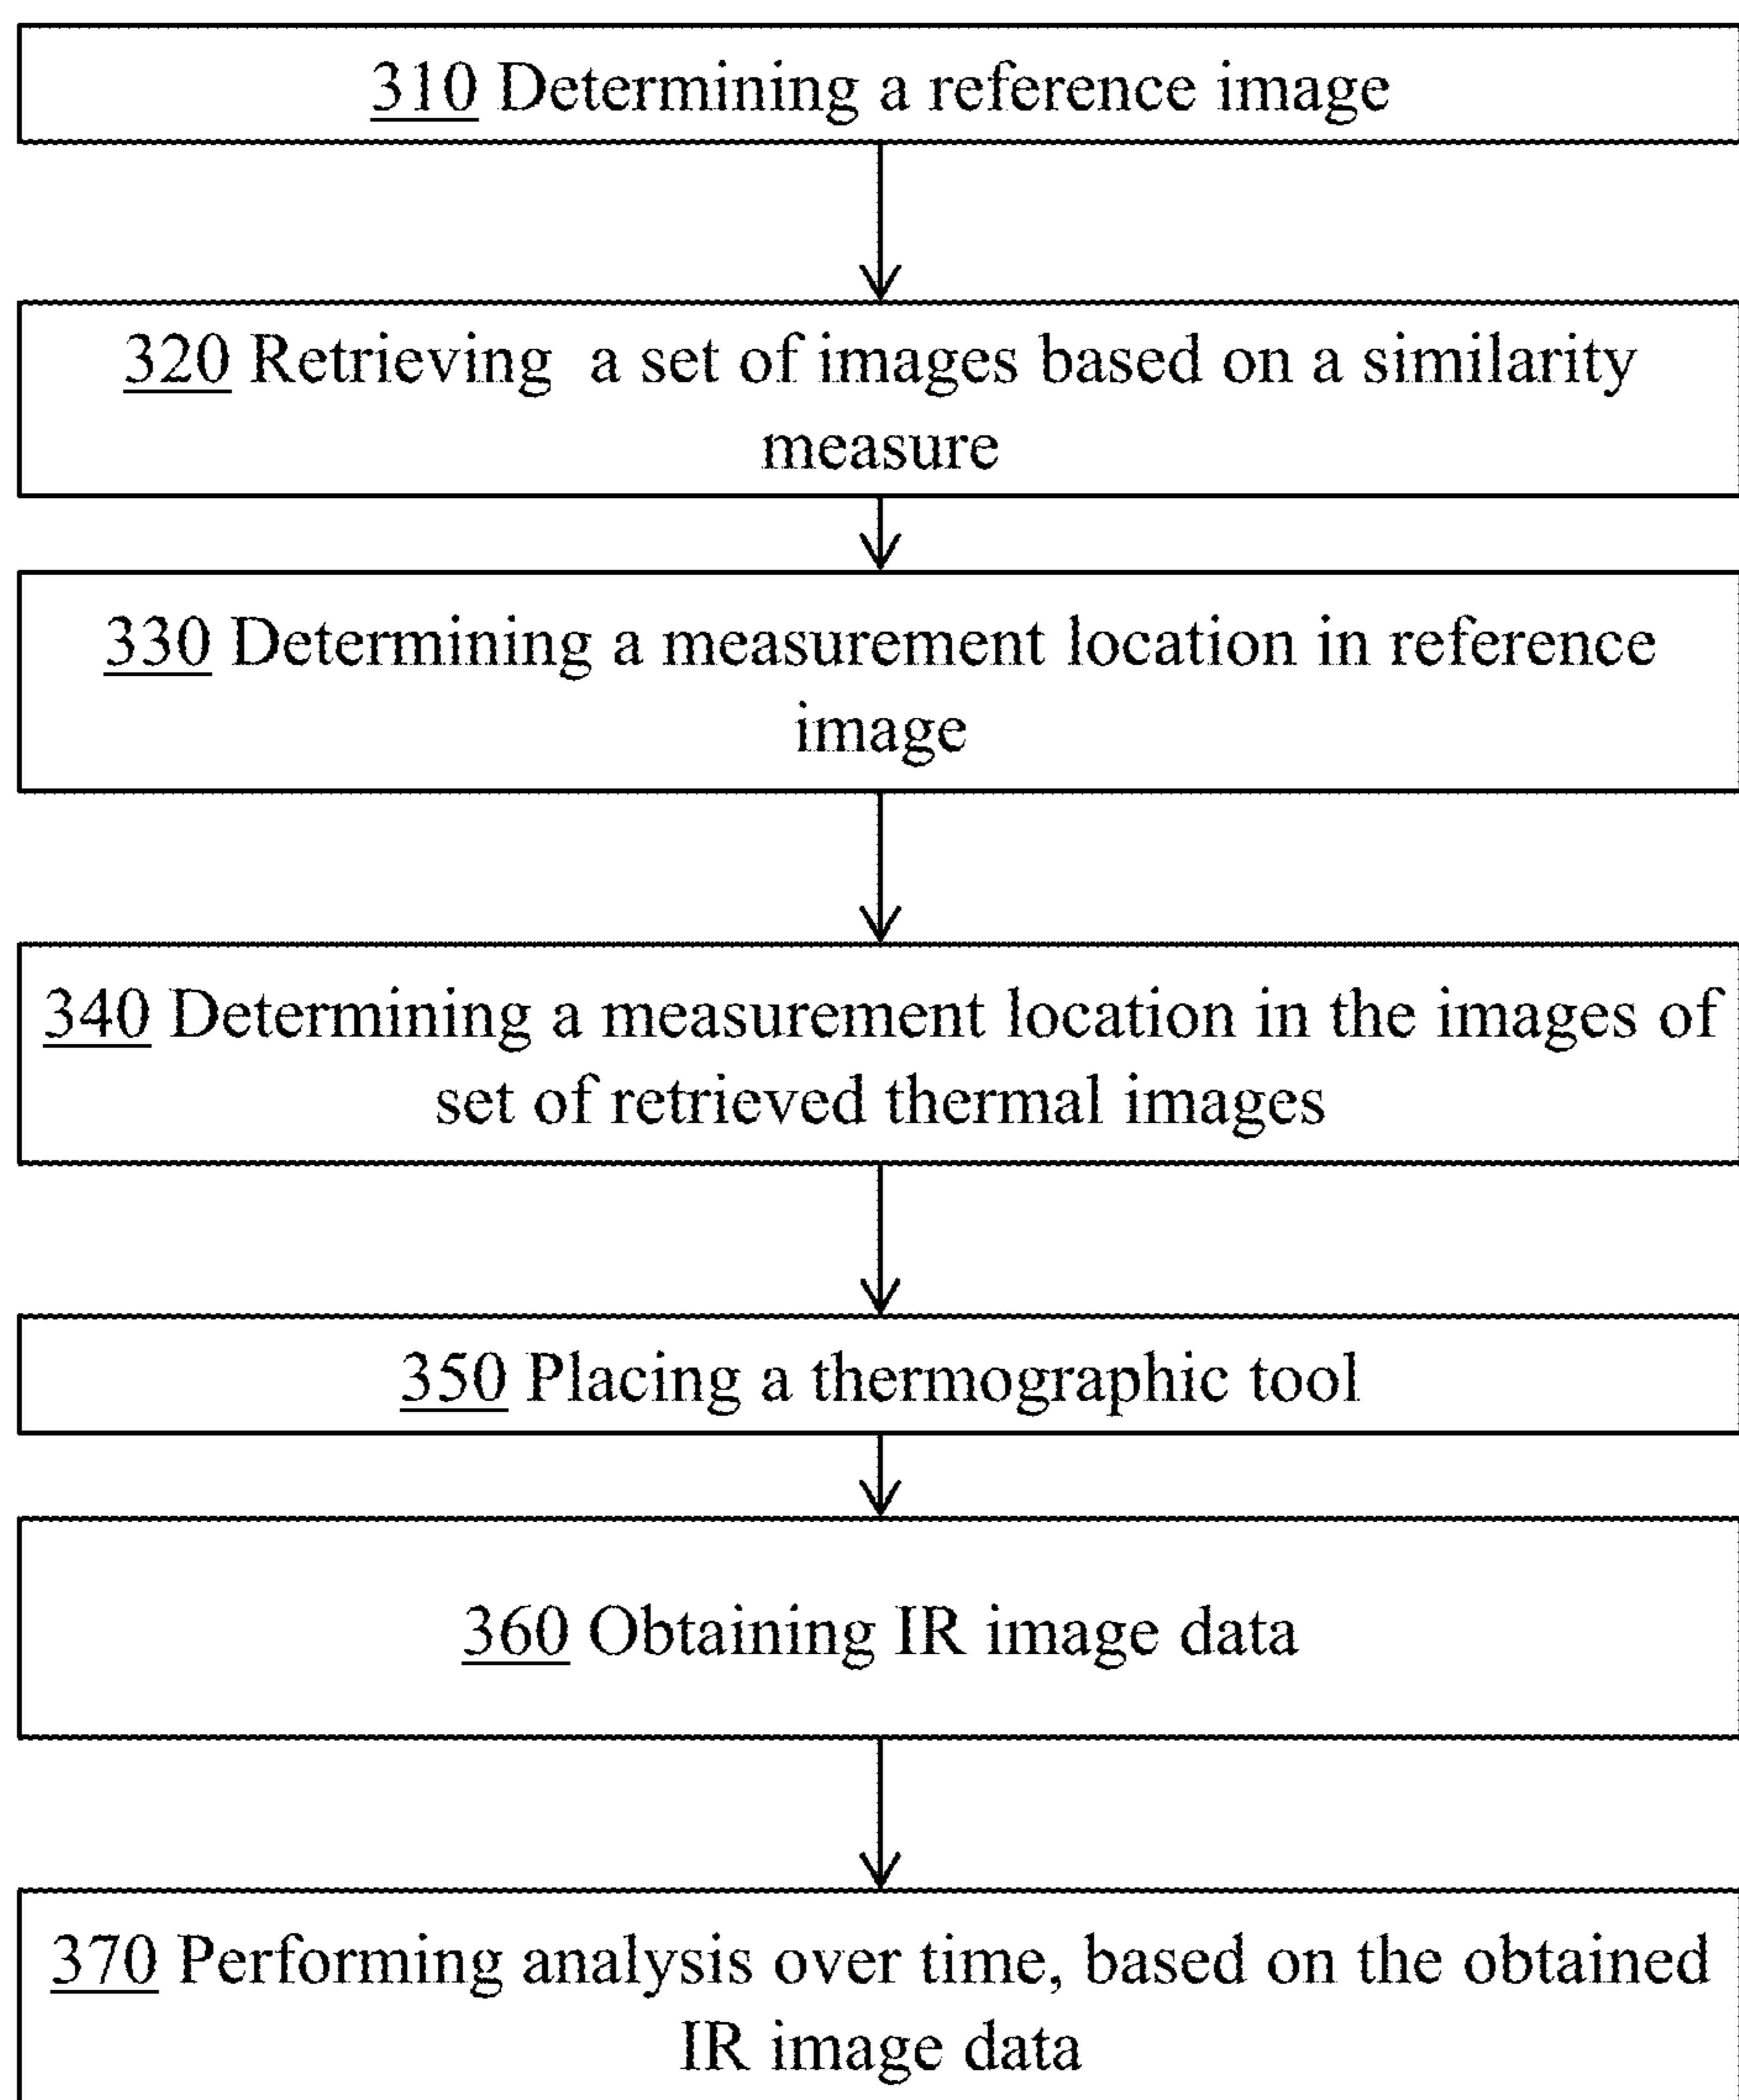 310 Determining a reference image
320 Retrieving a set of images based on a similarity
measure
330 Determining a measurement location in reference
image
340 Determining a measurement location in the images of
set of retrieved thermal images
350 Placing a thermographic tool
360 Obtaining IR image data
370 Performing analysis over time, based on the obtained
IR image data